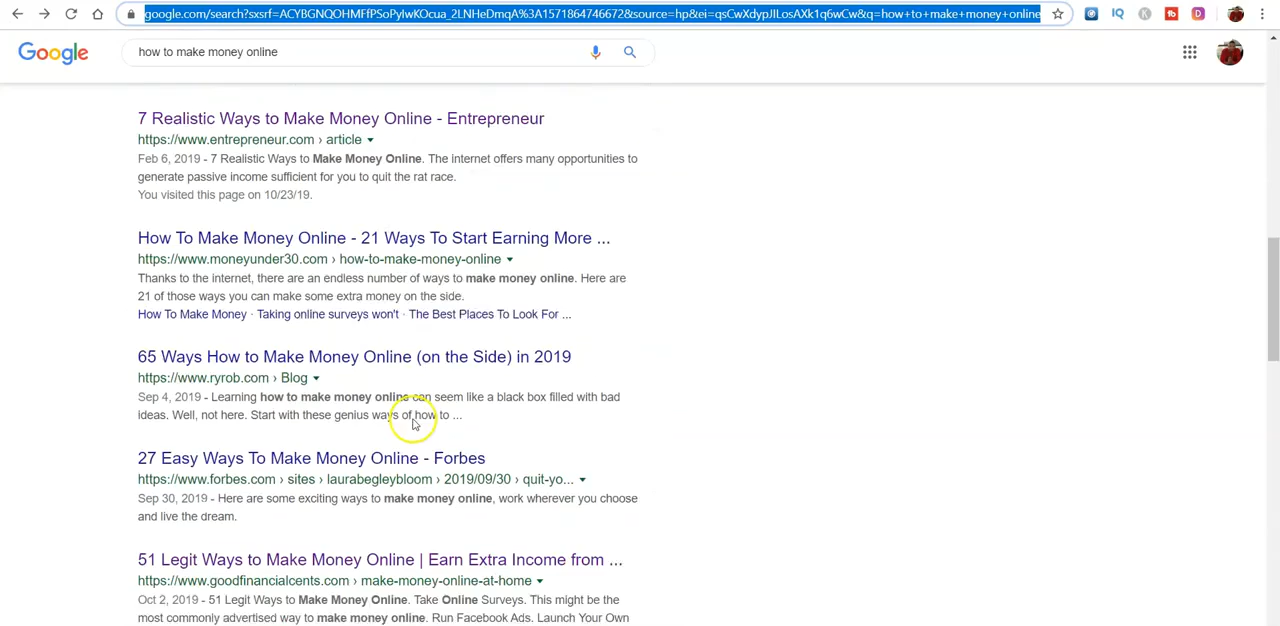 google.com/search?sxsrf=ACYBGNQOHMFfPSoPyIwKOcua_2LNHeDmqA%3A1571864746672&source=hp&ei=qsCwXdypJILosAXk1q6wCw&q=how+to+make+money+online
Google
how to make money online
7 Realistic Ways to Make Money Online - Entrepreneur
https://www.entrepreneur.com › article
Feb 6, 2019 - 7 Realistic Ways to Make Money Online. The internet offers many opportunities to
generate passive income sufficient for you to quit the rat race.
You visited this page on 10/23/19.
How To Make Money Online - 21 Ways To Start Earning More ...
https://www.moneyunder30.com › how-to-make-money-online
Thanks to the internet, there are an endless number of ways to make money online. Here are
21 of those ways you can make some extra money on the side.
How To Make Money · Taking online surveys won't · The Best Places To Look For ...
65 Ways How to Make Money Online (on the Side) in 2019
https://www.ryrob.com › Blog
Sep 4, 2019 - Learning how to make money online can seem like a black box filled with bad
ideas. Well, not here. Start with these genius ways of how to ...
27 Easy Ways To Make Money Online - Forbes
https://www.forbes.com › sites › laurabegleybloom › 2019/09/30 › quit-yo...
Sep 30, 2019 - Here are some exciting ways to make money online, work wherever you choose
and live the dream.
51 Legit Ways to Make Money Online | Earn Extra Income from ...
https://www.goodfinancialcents.com › make-money-online-at-home
Oct 2, 2019 - 51 Legit Ways to Make Money Online. Take Online Surveys. This might be the
most commonly advertised way to make money online. Run Facebook Ads. Launch Your Own